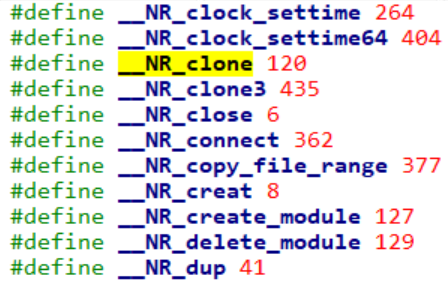 #define __NR_clock_settime 264
#define __NR_clock_settime64 404
#define __NR_clone 120
#define __NR_clone3 435
#define __NR_close 6
#define __NR_connect 362
#define __NR_copy_file_range 377
#define __NR_creat 8
#define __NR_create_module 127
#define __NR_delete_module 129
#define __NR_dup 41